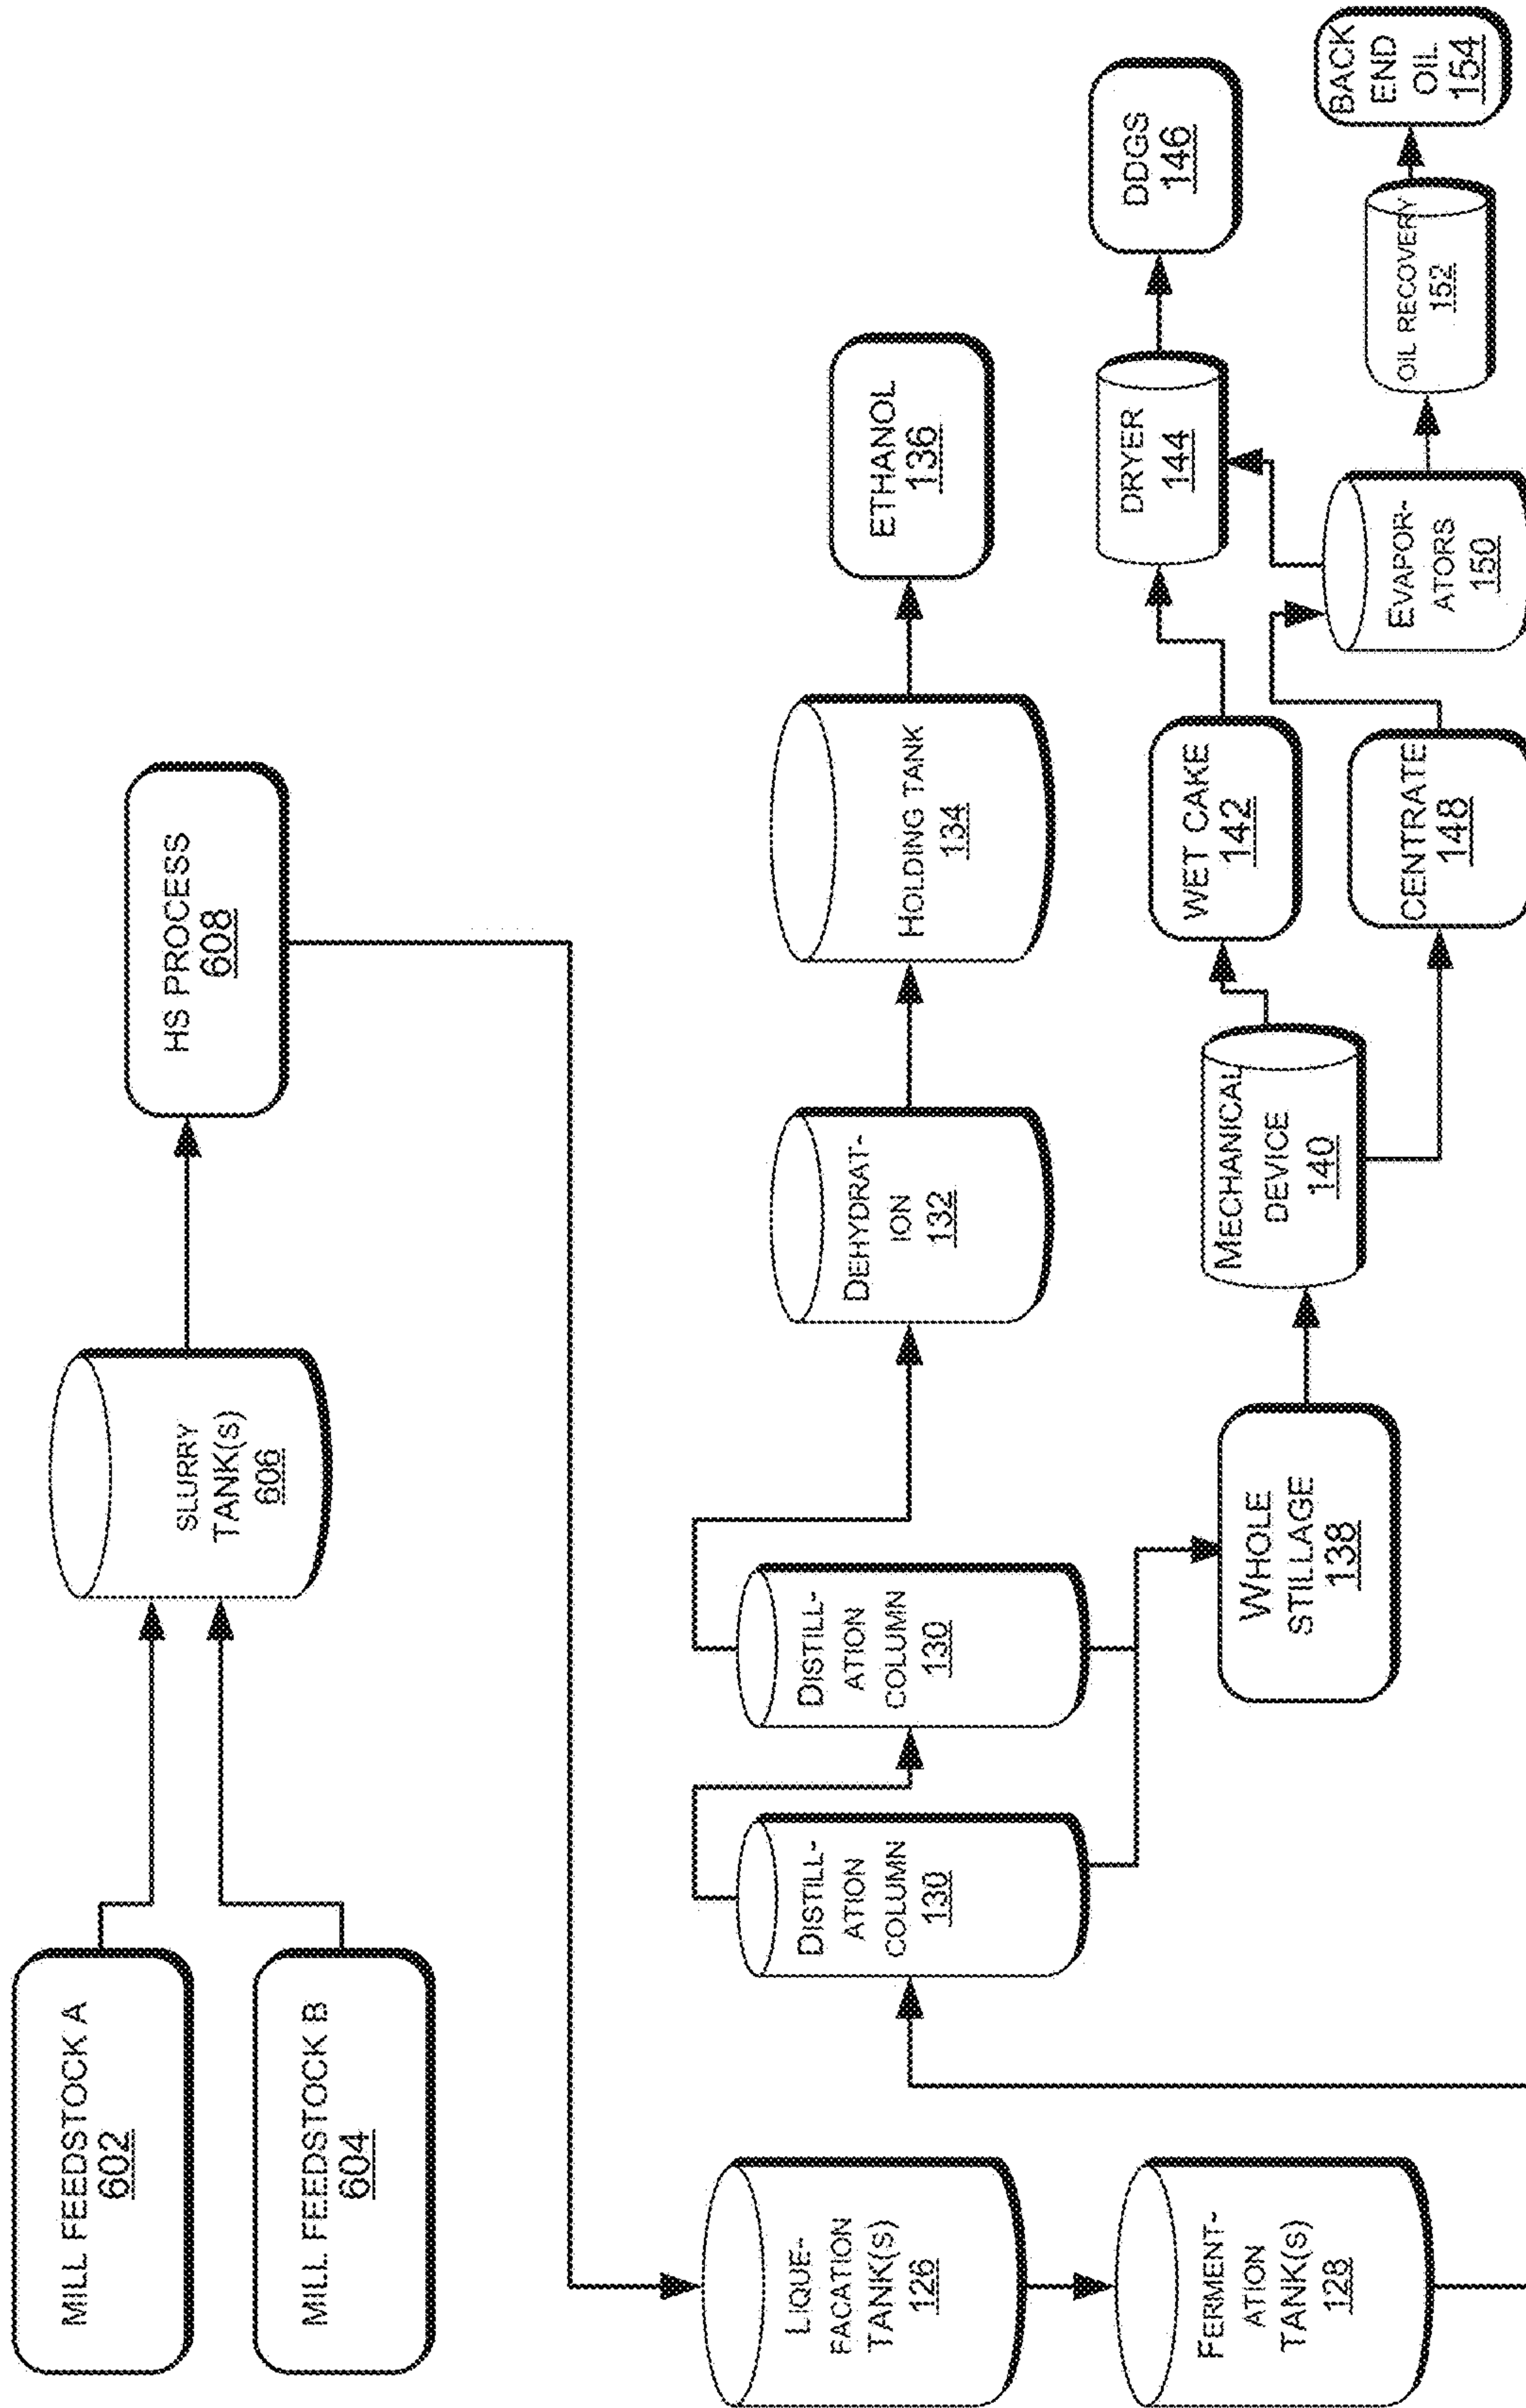 MILL FEEDSTOCK A
602
MILL FEEDSTOCK B
604
SLURRY
TANK(S)
606
HS PROCESS
608
LIQUE-
FACATION
TANK(S)
126
FERMENT-
ATION
TANK(S)
128
DISTILL-
ATION
COLUMN
130
DISTILL-
ATION
COLUMN
130
DEHYDRAT-
ION
132
HOLDING TANK
134
ETHANOL
136
WHOLE
STILLAGE
138
MECHANICAL
DEVICE
140
WET CAKE
142
DRYER
144
DDGS
146
CENTRATE
148
EVAPOR-
ATORS
150
OIL RECOVERY
152
BACK
END
OIL
154